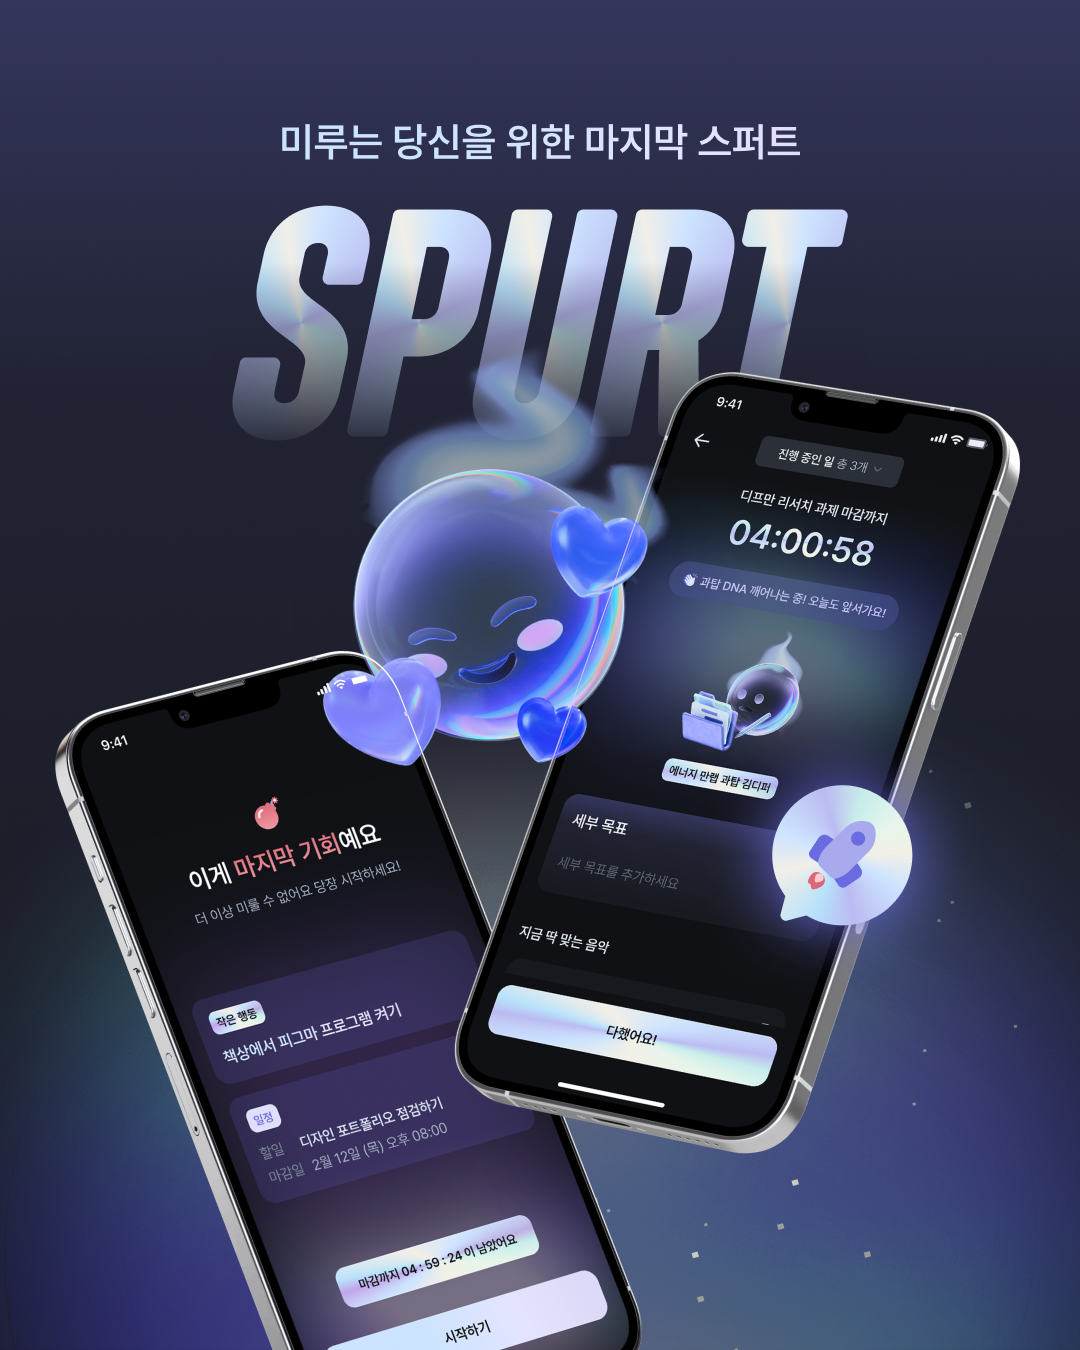 미루는 당신을 위한 마지막 스퍼트
SPURT
9:41
진행 중인 일 총 3개
디프만 리서치 과제 마감까지
04:00:58
👋 과탑 DNA 깨어나는 중! 오늘도 앞서가요!
에너지 만랩 과탑 김디퍼
세부 목표
세부 목표를 추가하세요
지금 딱 맞는 음악
다했어요!
9:41
이게 마지막 기회예요
더 이상 미룰 수 없어요 당장 시작하세요!
작은 행동
책상에서 피그마 프로그램 켜기
일정
할일 디자인 포트폴리오 점검하기
마감일 2월 12일 (목) 오후 08:00
마감까지 04 : 59 : 24 이 남았어요
시작하기